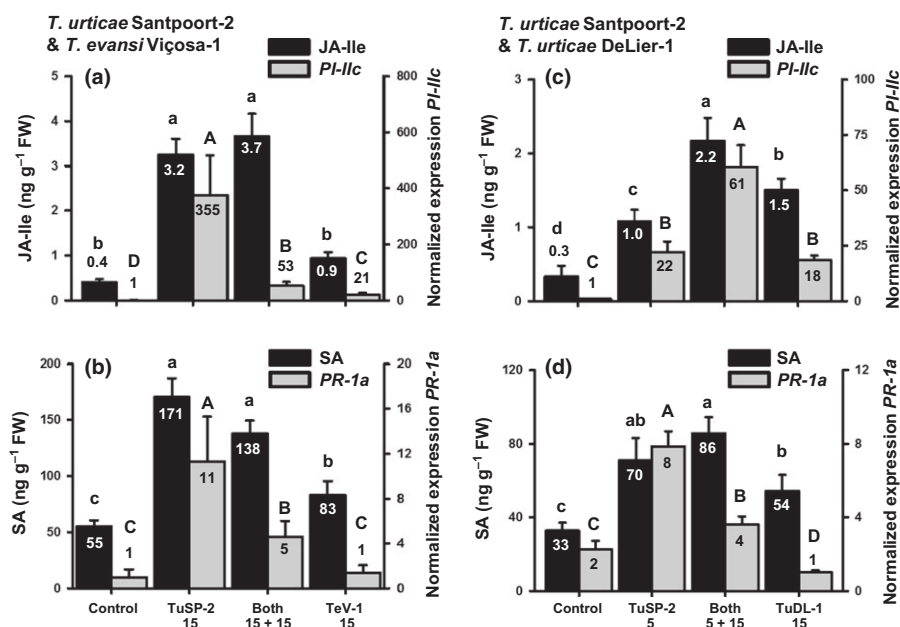 T. urticae Santpoort-2
& T. evansi Viçosa-1
T. urticae Santpoort-2
& T. urticae DeLier-1
(a)
JA-Ile
PI-IIc
JA-Ile (ng g⁻¹ FW)
Normalized expression PI-IIc
5
4
3
2
1
0
800
600
400
200
0
b
0.4
D
1
a
3.2
A
355
a
3.7
B
53
b
0.9
C
21
(c)
JA-Ile
PI-IIc
JA-Ile (ng g⁻¹ FW)
Normalized expression PI-IIc
3
2
1
0
100
75
50
25
0
d
0.3
C
1
c
1.0
B
22
a
2.2
A
61
b
1.5
B
18
(b)
SA
PR-1a
SA (ng g⁻¹ FW)
Normalized expression PR-1a
200
150
100
50
0
20
16
12
8
4
0
c
55
C
1
a
171
A
11
a
138
B
5
b
83
C
1
Control
TuSP-2
15
Both
15 + 15
TeV-1
15
(d)
SA
PR-1a
SA (ng g⁻¹ FW)
Normalized expression PR-1a
120
80
40
0
12
8
4
0
c
33
C
2
ab
70
A
8
a
86
B
4
b
54
D
1
Control
TuSP-2
5
Both
5 + 15
TuDL-1
15